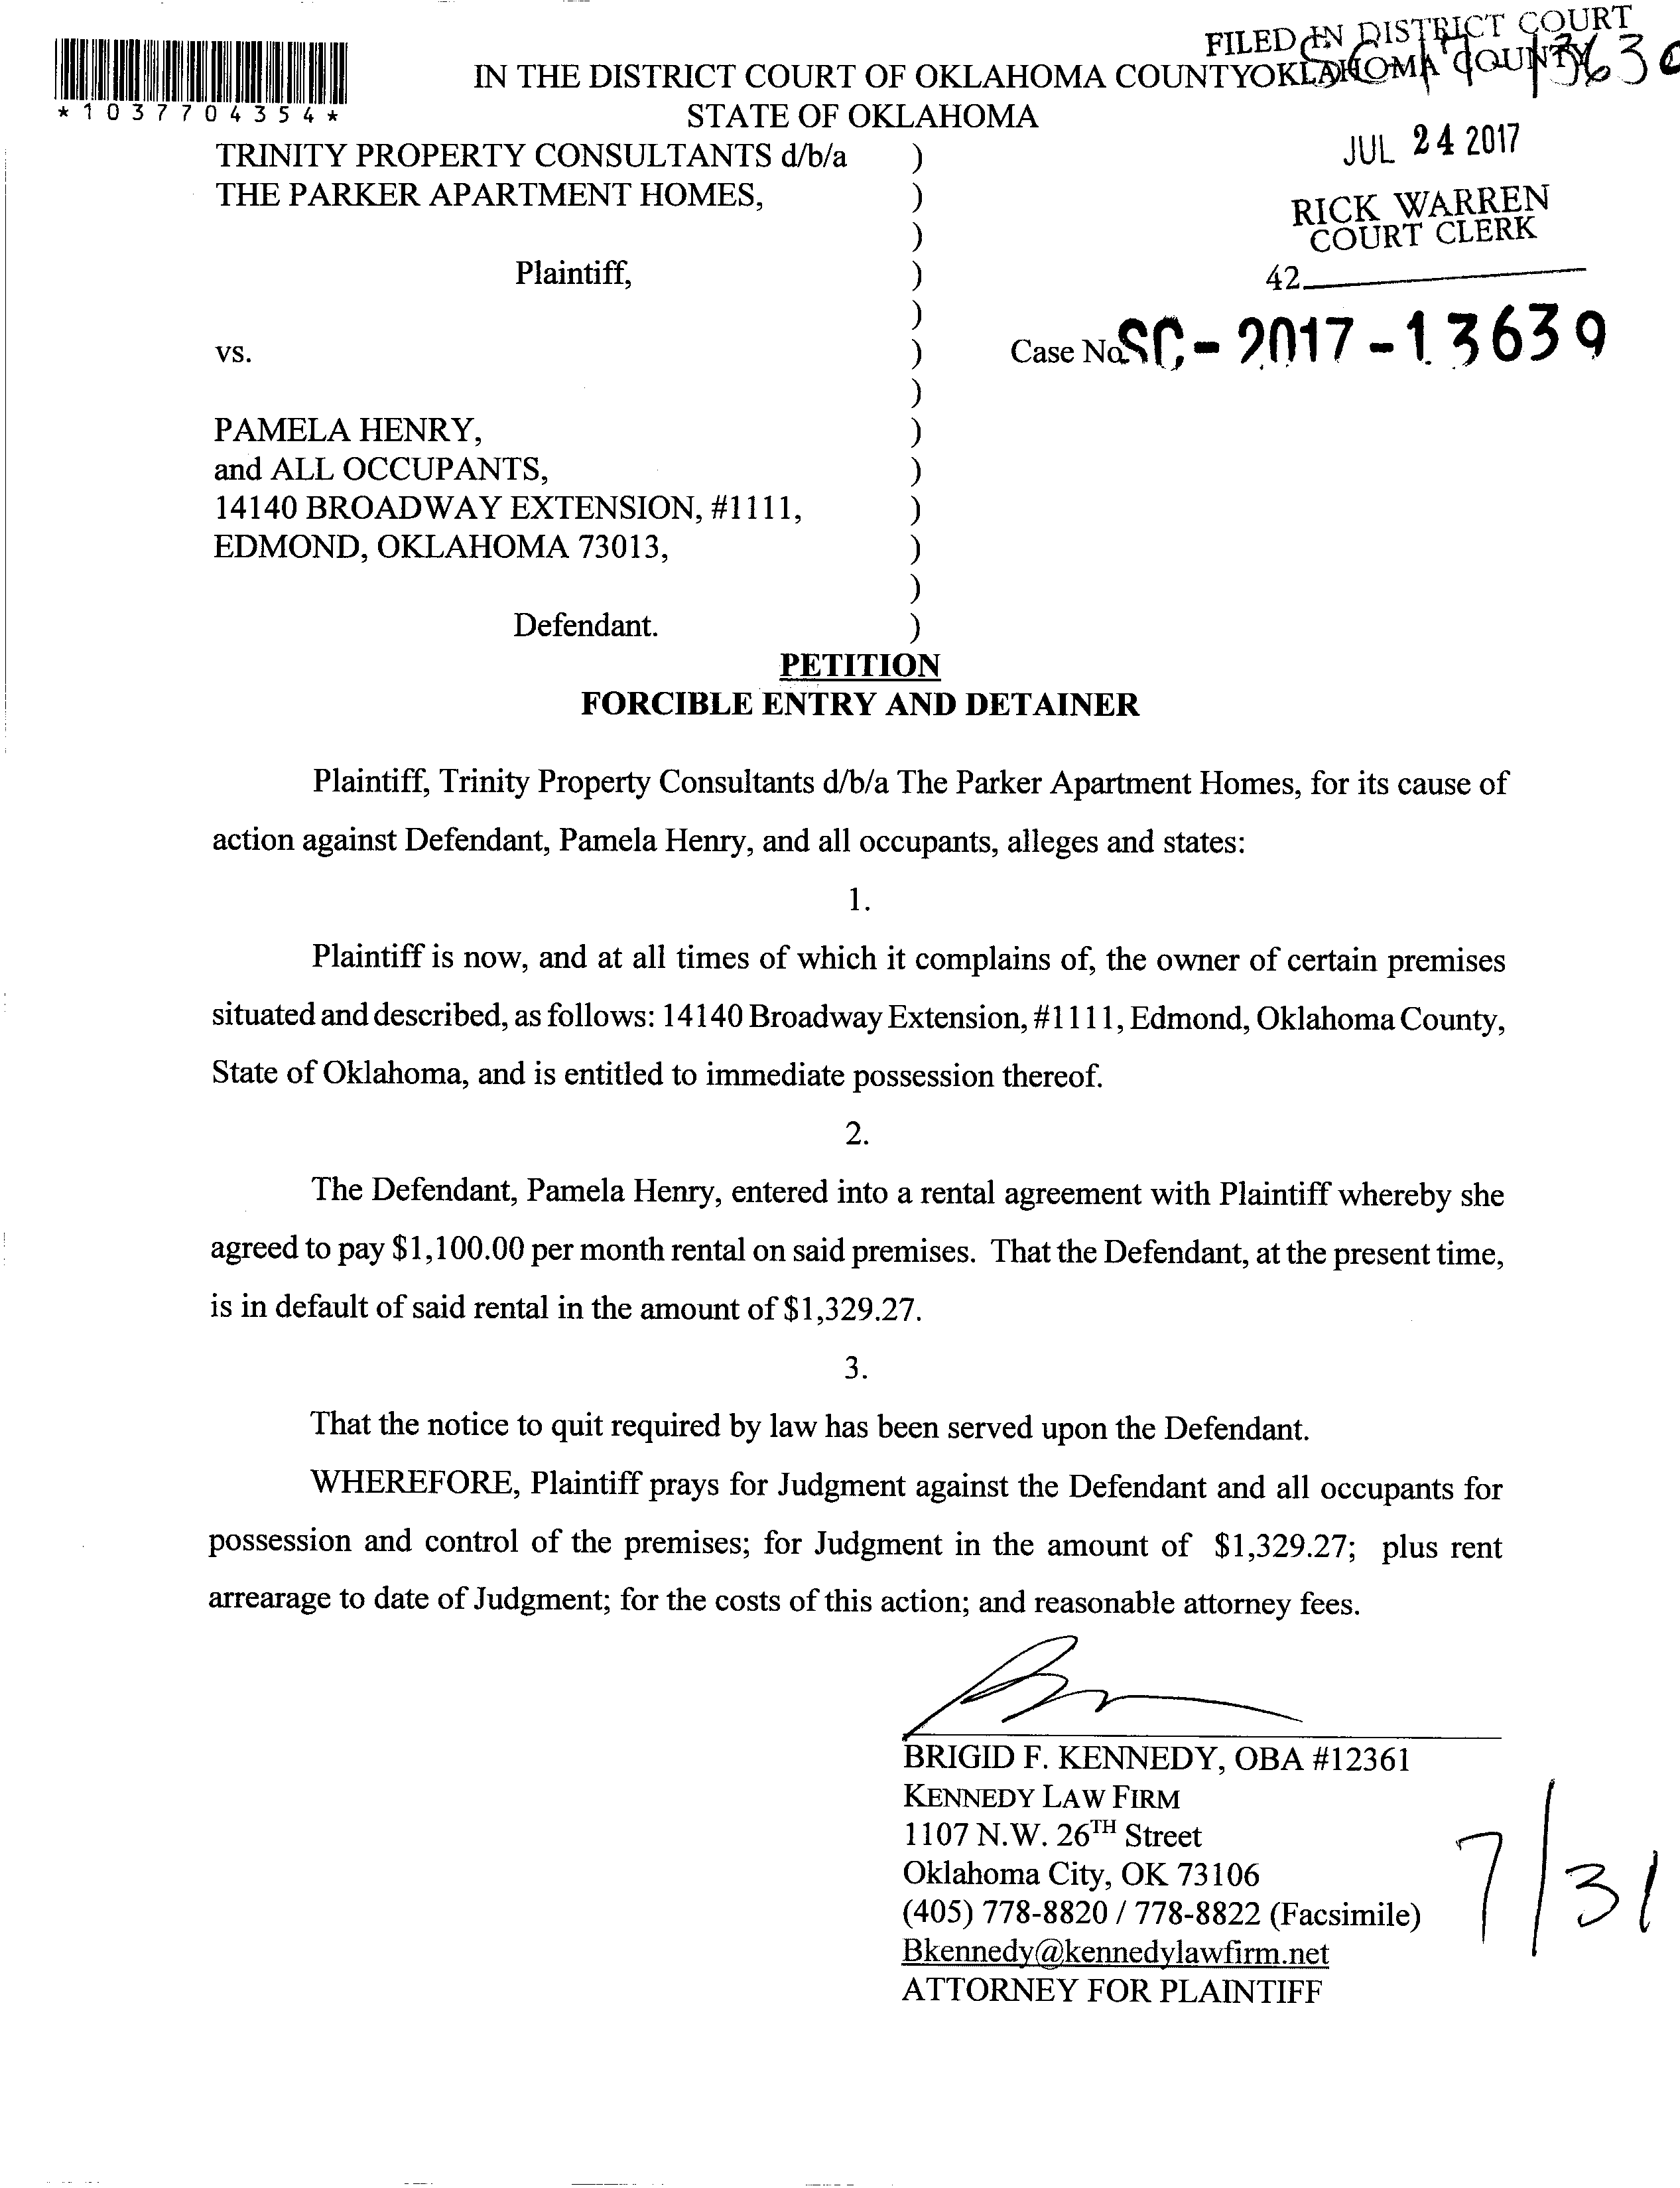 *1037704354*
FILED IN DISTRICT COURT
OKLAHOMA COUNTY
IN THE DISTRICT COURT OF OKLAHOMA COUNTY
STATE OF OKLAHOMA
JUL 24 2017
RICK WARREN
COURT CLERK
42
TRINITY PROPERTY CONSULTANTS d/b/a )
THE PARKER APARTMENT HOMES, )
)
Plaintiff, )
)
vs. ) Case No. SC-2017-13639
)
PAMELA HENRY, )
and ALL OCCUPANTS, )
14140 BROADWAY EXTENSION, #1111, )
EDMOND, OKLAHOMA 73013, )
)
Defendant. )
PETITION
FORCIBLE ENTRY AND DETAINER
Plaintiff, Trinity Property Consultants d/b/a The Parker Apartment Homes, for its cause of
action against Defendant, Pamela Henry, and all occupants, alleges and states:
1.
Plaintiff is now, and at all times of which it complains of, the owner of certain premises
situated and described, as follows: 14140 Broadway Extension, #1111, Edmond, Oklahoma County,
State of Oklahoma, and is entitled to immediate possession thereof.
2.
The Defendant, Pamela Henry, entered into a rental agreement with Plaintiff whereby she
agreed to pay $1,100.00 per month rental on said premises. That the Defendant, at the present time,
is in default of said rental in the amount of $1,329.27.
3.
That the notice to quit required by law has been served upon the Defendant.
WHEREFORE, Plaintiff prays for Judgment against the Defendant and all occupants for
possession and control of the premises; for Judgment in the amount of $1,329.27; plus rent
arrearage to date of Judgment; for the costs of this action; and reasonable attorney fees.
BRIGID F. KENNEDY, OBA #12361
KENNEDY LAW FIRM
1107 N.W. 26TH Street
Oklahoma City, OK 73106
(405) 778-8820 / 778-8822 (Facsimile)
Bkennedy@kennedylawfirm.net
ATTORNEY FOR PLAINTIFF
7/31